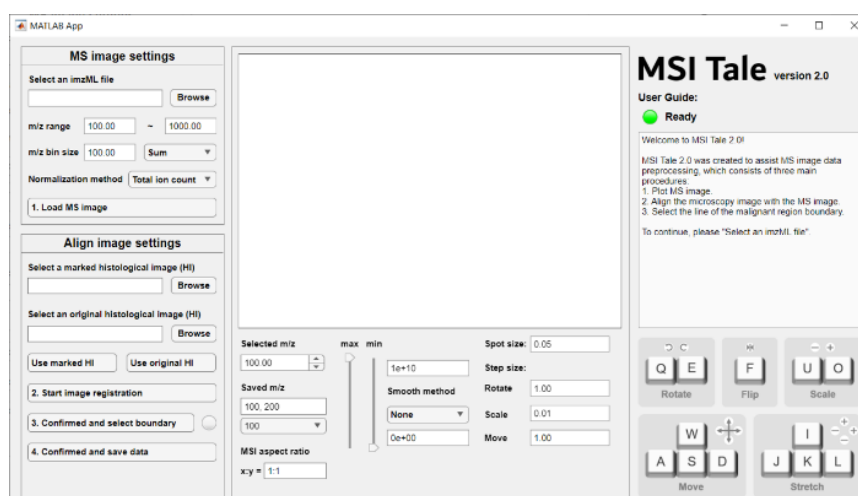 MATLAB App
MS image settings
Select an imzML file
Browse
m/z range 100.00 ~ 1000.00
m/z bin size 100.00 Sum
Normalization method Total ion count
1. Load MS image
Align image settings
Select a marked histological image (HI)
Browse
Select an original histological image (HI)
Browse
Use marked HI Use original HI
2. Start image registration
3. Confirmed and select boundary
4. Confirmed and save data
Selected m/z
100.00
Saved m/z
100, 200
100
MSI aspect ratio
x:y = 1:1
max min
1e+10
Smooth method
None
0e+00
Spot size: 0.05
Step size:
Rotate 1.00
Scale 0.01
Move 1.00
MSI Tale version 2.0
User Guide:
Ready
Welcome to MSI Tale 2.0!
MSI Tale 2.0 was created to assist MS image data
preprocessing, which consists of three main
procedures:
1. Plot MS image.
2. Align the microscopy image with the MS image.
3. Select the line of the malignant region boundary.
To continue, please "Select an imzML file".
Q E
Rotate
F
Flip
U O
Scale
W
A S D
Move
I
J K L
Stretch